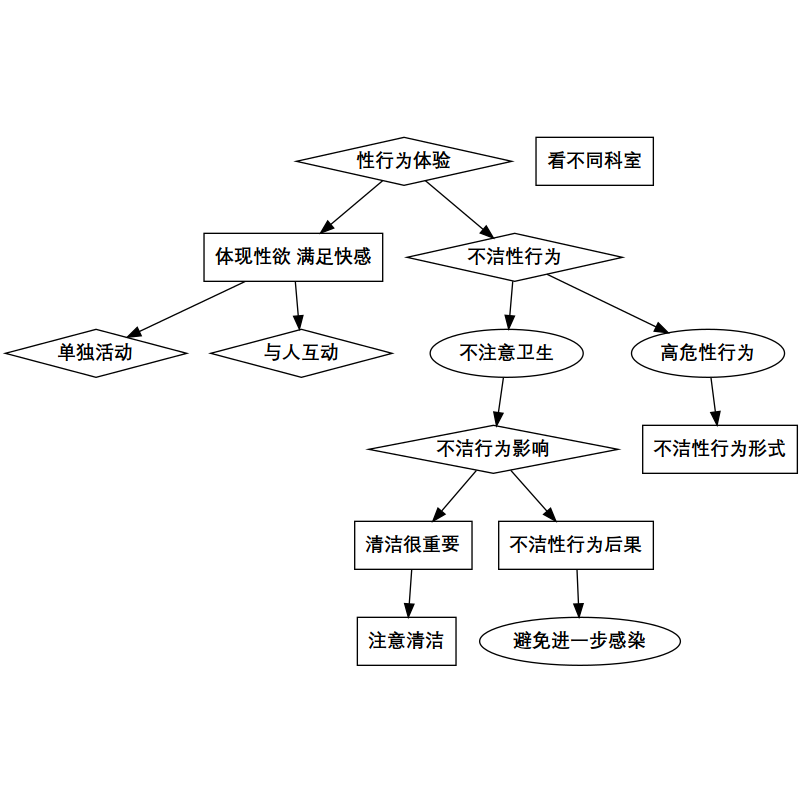 性行为体验
看不同科室
体现性欲 满足快感
不洁性行为
单独活动
与人互动
不注意卫生
高危性行为
不洁行为影响
不洁性行为形式
清洁很重要
不洁性行为后果
注意清洁
避免进一步感染